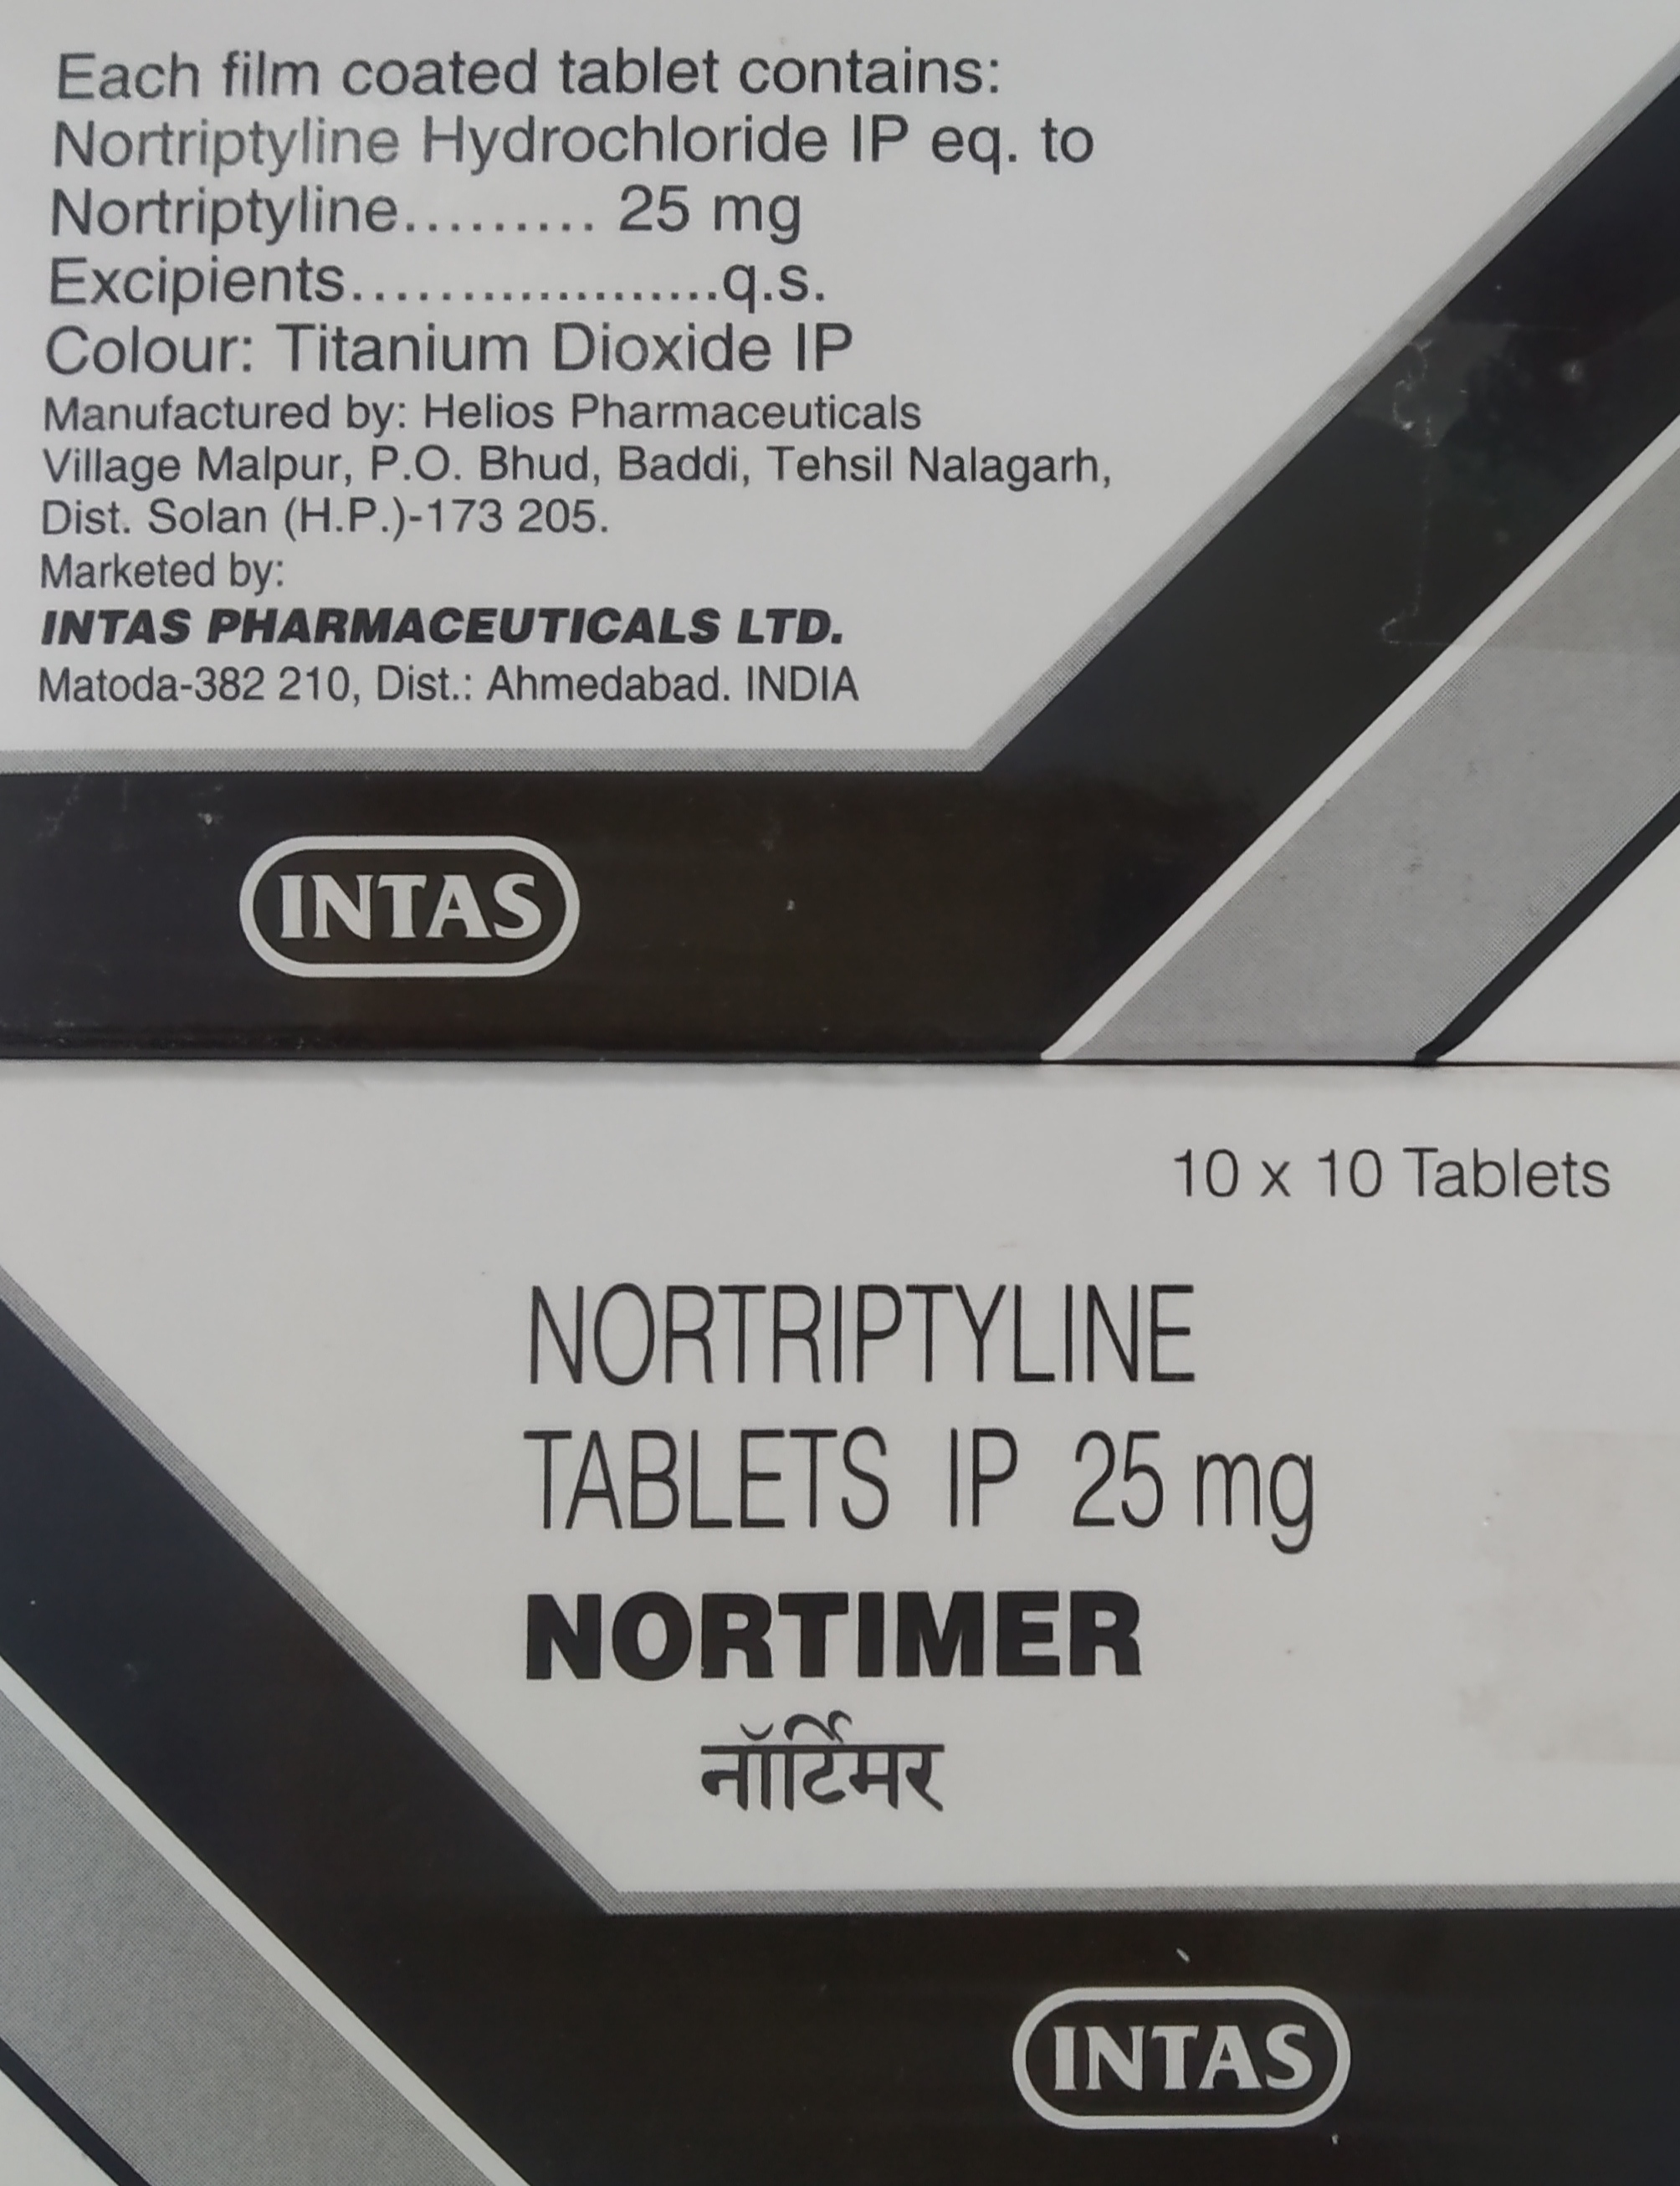 Each film coated tablet contains:
Nortriptyline Hydrochloride IP eq. to
Nortriptyline......... 25 mg
Excipients...................q.s.
Colour: Titanium Dioxide IP
Manufactured by: Helios Pharmaceuticals
Village Malpur, P.O. Bhud, Baddi, Tehsil Nalagarh,
Dist. Solan (H.P.)-173 205.
Marketed by:
INTAS PHARMACEUTICALS LTD.
Matoda-382 210, Dist.: Ahmedabad. INDIA
INTAS
10 x 10 Tablets
NORTRIPTYLINE
TABLETS IP 25 mg
NORTIMER
नॉर्टिमर
INTAS